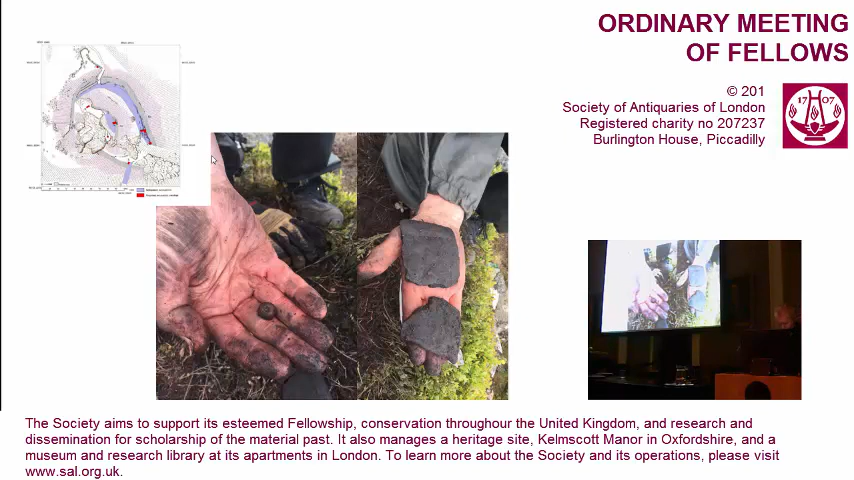 ORDINARY MEETING
OF FELLOWS
© 201
Society of Antiquaries of London
Registered charity no 207237
Burlington House, Piccadilly
17 07
The Society aims to support its esteemed Fellowship, conservation throughour the United Kingdom, and research and
dissemination for scholarship of the material past. It also manages a heritage site, Kelmscott Manor in Oxfordshire, and a
museum and research library at its apartments in London. To learn more about the Society and its operations, please visit
www.sal.org.uk.